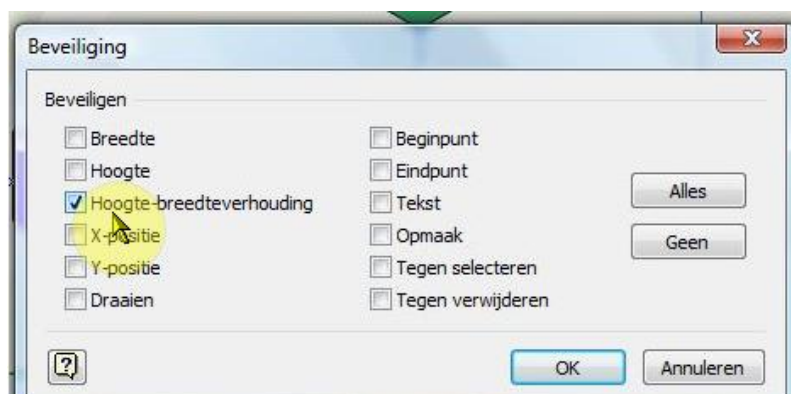 Beveiliging
Beveiligen
Breedte
Hoogte
Hoogte-breedteverhouding
X-positie
Y-positie
Draaien
Beginpunt
Eindpunt
Tekst
Opmaak
Tegen selecteren
Tegen verwijderen
Alles
Geen
OK
Annuleren